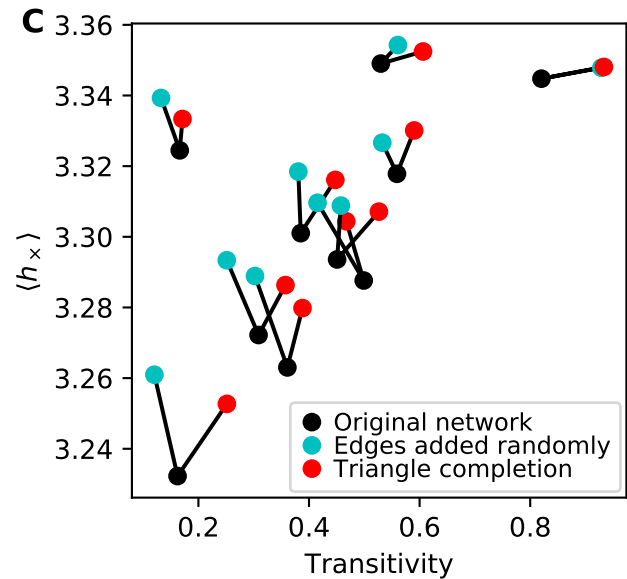 C
3.36
3.34
3.32
3.30
3.28
3.26
3.24
⟨h×⟩
Original network
Edges added randomly
Triangle completion
0.2 0.4 0.6 0.8
Transitivity